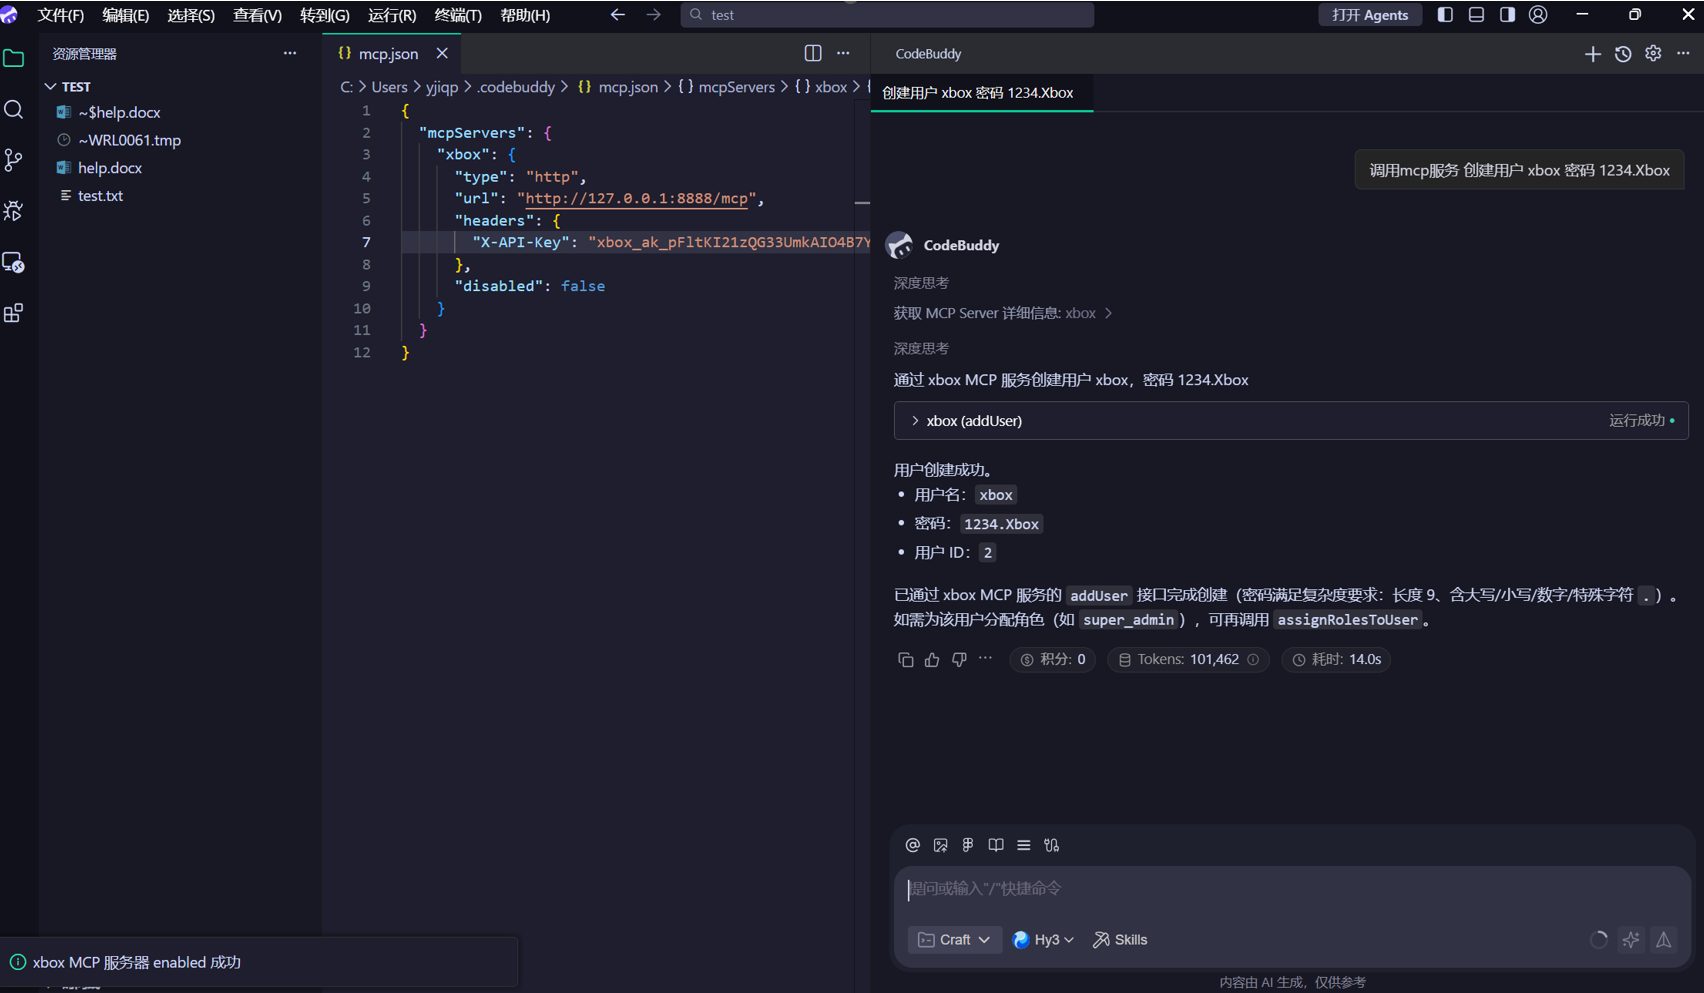 文件(F) 编辑(E) 选择(S) 查看(V) 转到(G) 运行(R) 终端(T) 帮助(H) test 打开 Agents
资源管理器
TEST
~$help.docx
~WRL0061.tmp
help.docx
test.txt
mcp.json
C: > Users > yjiqp > .codebuddy > {} mcp.json > {} mcpServers > {} xbox >
1 {
2 "mcpServers": {
3 "xbox": {
4 "type": "http",
5 "url": "http://127.0.0.1:8888/mcp",
6 "headers": {
7 "X-API-Key": "xbox_ak_pFltKI21zQG33UmkAIO4B7Y
8 },
9 "disabled": false
10 }
11 }
12 }
CodeBuddy
创建用户 xbox 密码 1234.Xbox
调用mcp服务 创建用户 xbox 密码 1234.Xbox
CodeBuddy
深度思考
获取 MCP Server 详细信息: xbox >
深度思考
通过 xbox MCP 服务创建用户 xbox，密码 1234.Xbox
xbox (addUser) 运行成功
用户创建成功。
• 用户名： xbox
• 密码： 1234.Xbox
• 用户 ID： 2
已通过 xbox MCP 服务的 addUser 接口完成创建（密码满足复杂度要求：长度 9、含大写/小写/数字/特殊字符 . ）。
如需为该用户分配角色（如 super_admin ），可再调用 assignRolesToUser 。
积分: 0 Tokens: 101,462 耗时: 14.0s
提问或输入"/"快捷命令
Craft Hy3 Skills
内容由 AI 生成，仅供参考
xbox MCP 服务器 enabled 成功